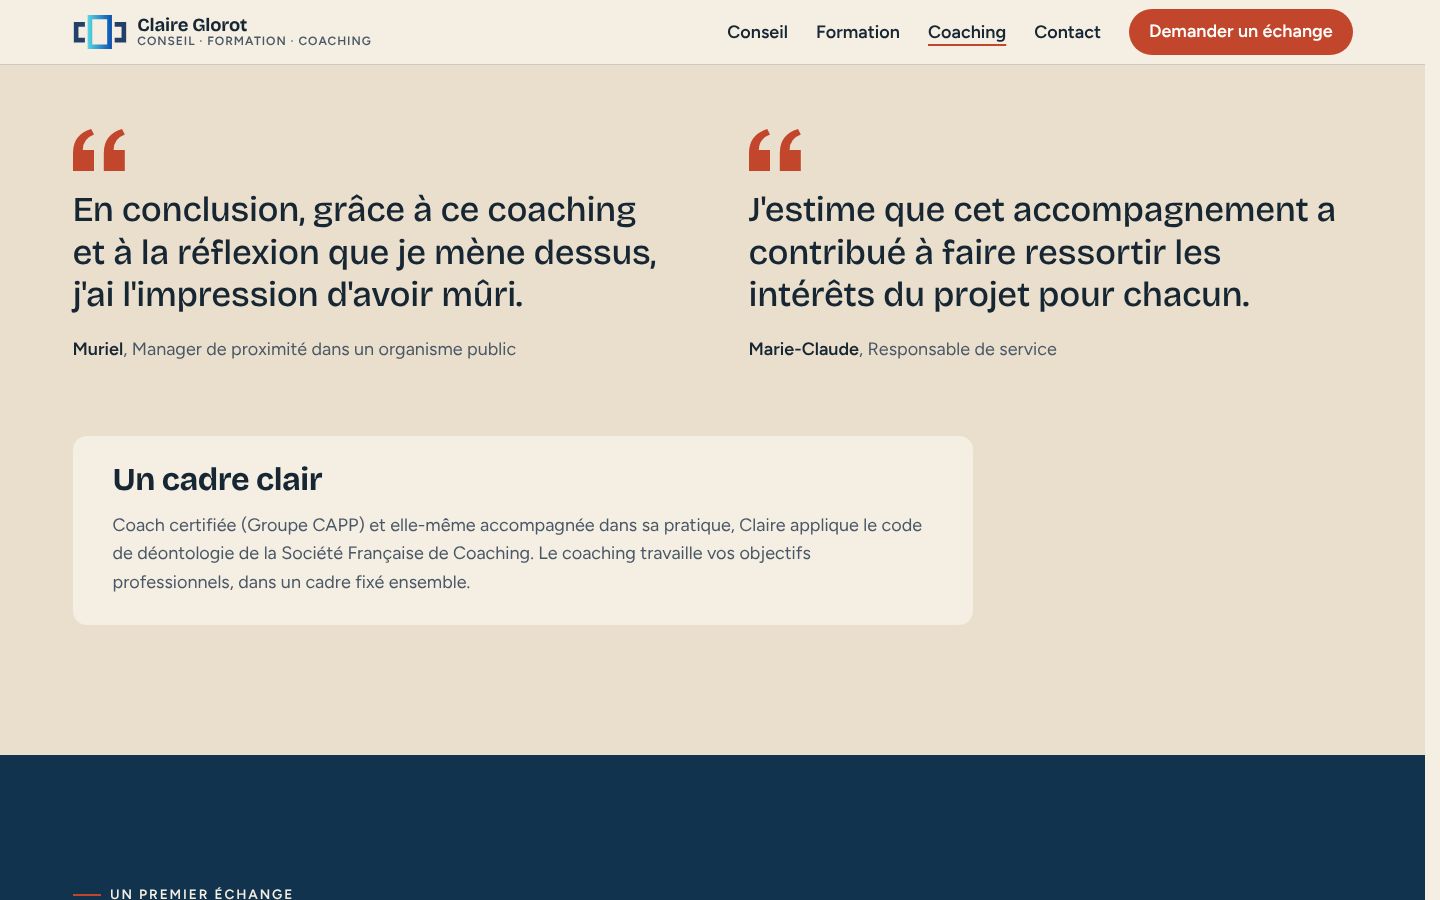 Claire Glorot
CONSEIL · FORMATION · COACHING
Conseil
Formation
Coaching
Contact
Demander un échange
En conclusion, grâce à ce coaching
et à la réflexion que je mène dessus,
j'ai l'impression d'avoir mûri.
Muriel, Manager de proximité dans un organisme public
J'estime que cet accompagnement a
contribué à faire ressortir les
intérêts du projet pour chacun.
Marie-Claude, Responsable de service
Un cadre clair
Coach certifiée (Groupe CAPP) et elle-même accompagnée dans sa pratique, Claire applique le code
de déontologie de la Société Française de Coaching. Le coaching travaille vos objectifs
professionnels, dans un cadre fixé ensemble.
UN PREMIER ÉCHANGE